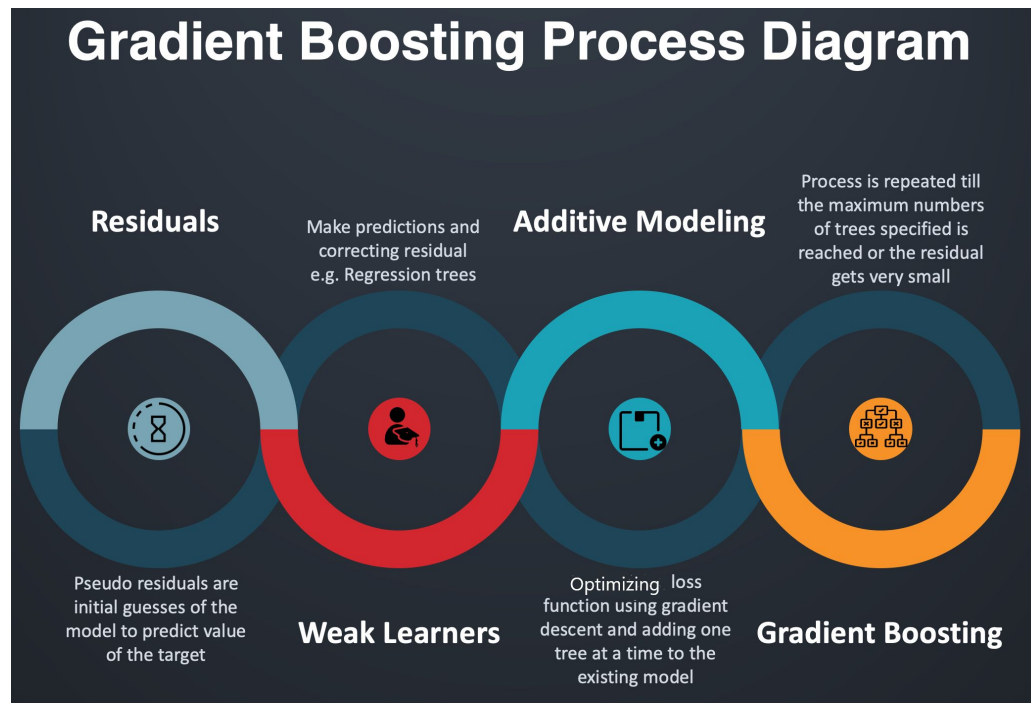 Gradient Boosting Process Diagram
Residuals
Pseudo residuals are
initial guesses of the
model to predict value
of the target
Make predictions and
correcting residual
e.g. Regression trees
Weak Learners
Additive Modeling
Optimizing loss
function using gradient
descent and adding one
tree at a time to the
existing model
Process is repeated till
the maximum numbers
of trees specified is
reached or the residual
gets very small
Gradient Boosting